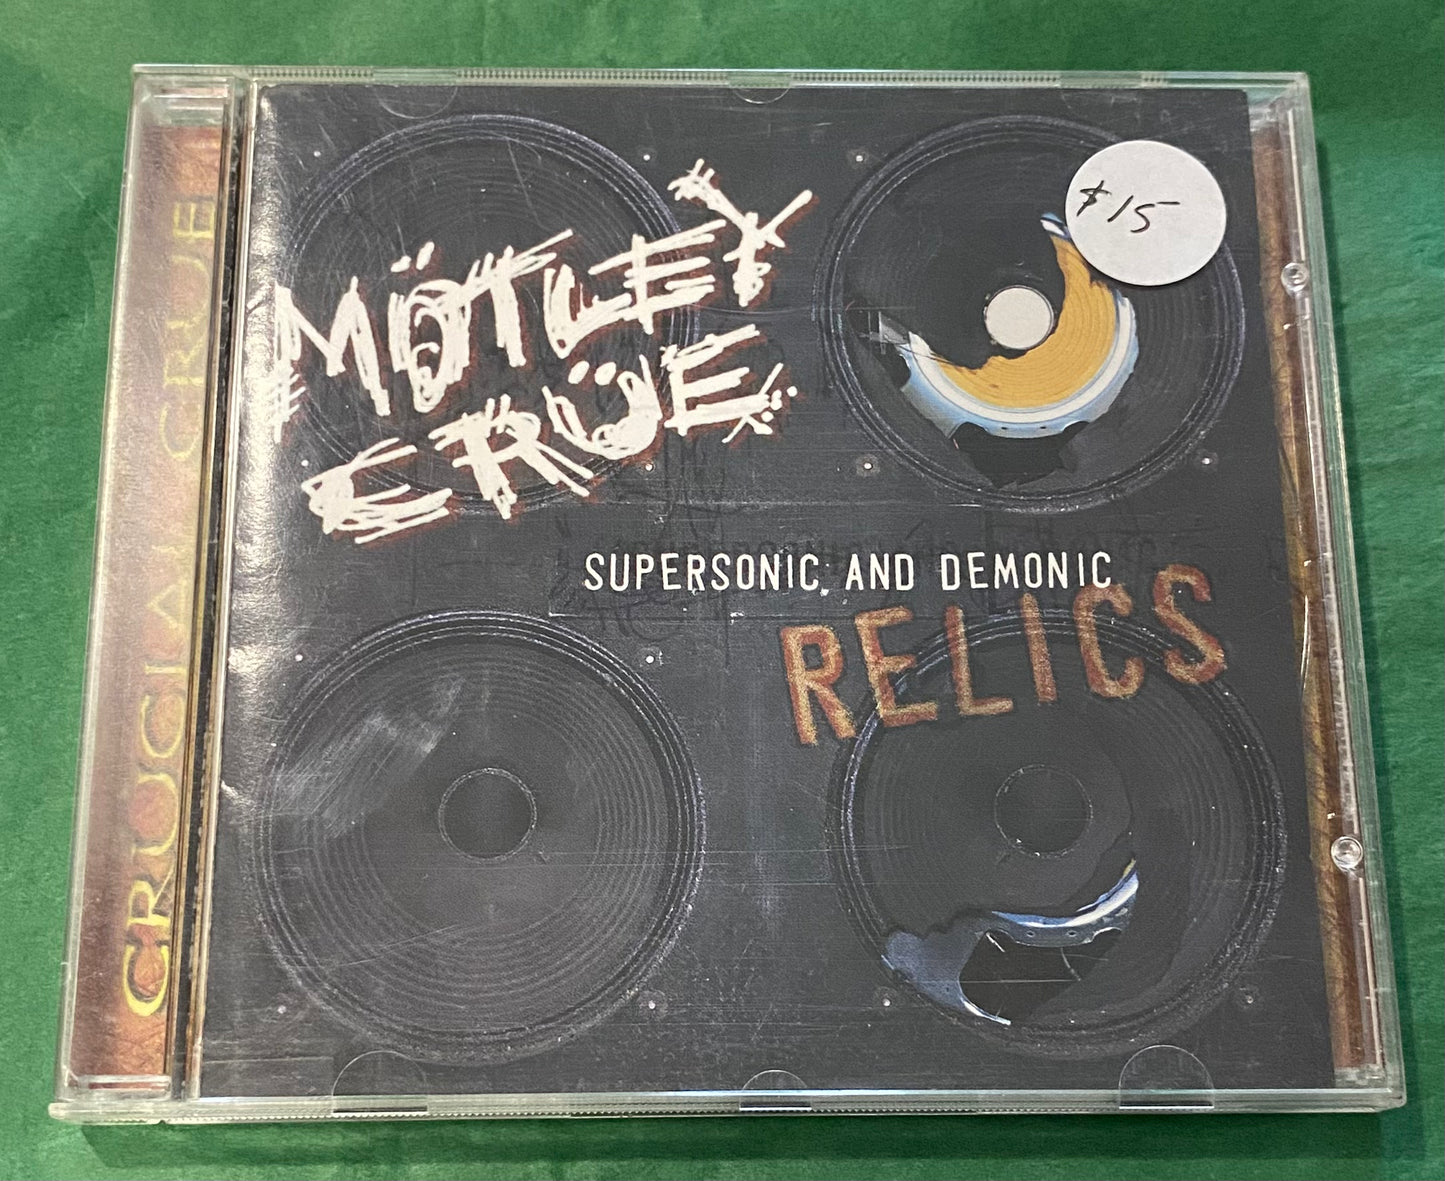 CRUCIAL CRÜE
MÖTLEY
CRÜE
$15
SUPERSONIC AND DEMONIC
RELICS